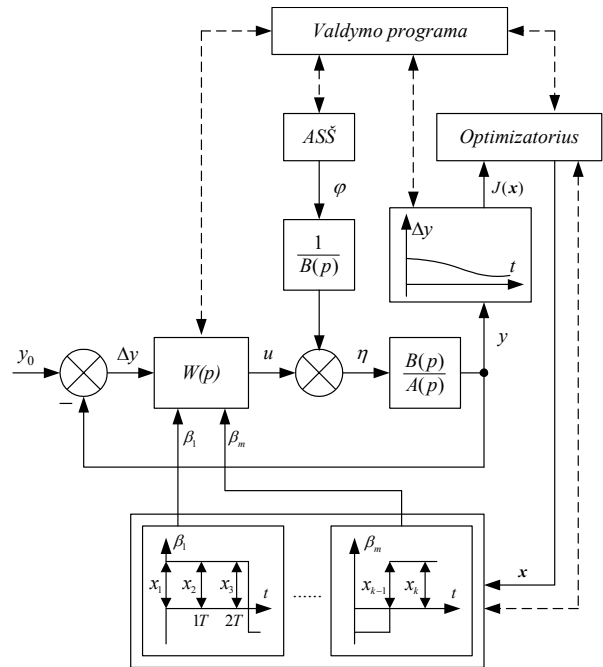 Valdymo programa
ASŠ
Optimizatorius
φ
J(x)
1
B(p)
Δy
t
y₀
Δy
W(p)
u
η
B(p)
A(p)
y
−
β₁
βₘ
β₁
x₁
x₂
x₃
t
1T
2T
......
βₘ
xₖ₋₁
xₖ
t
x